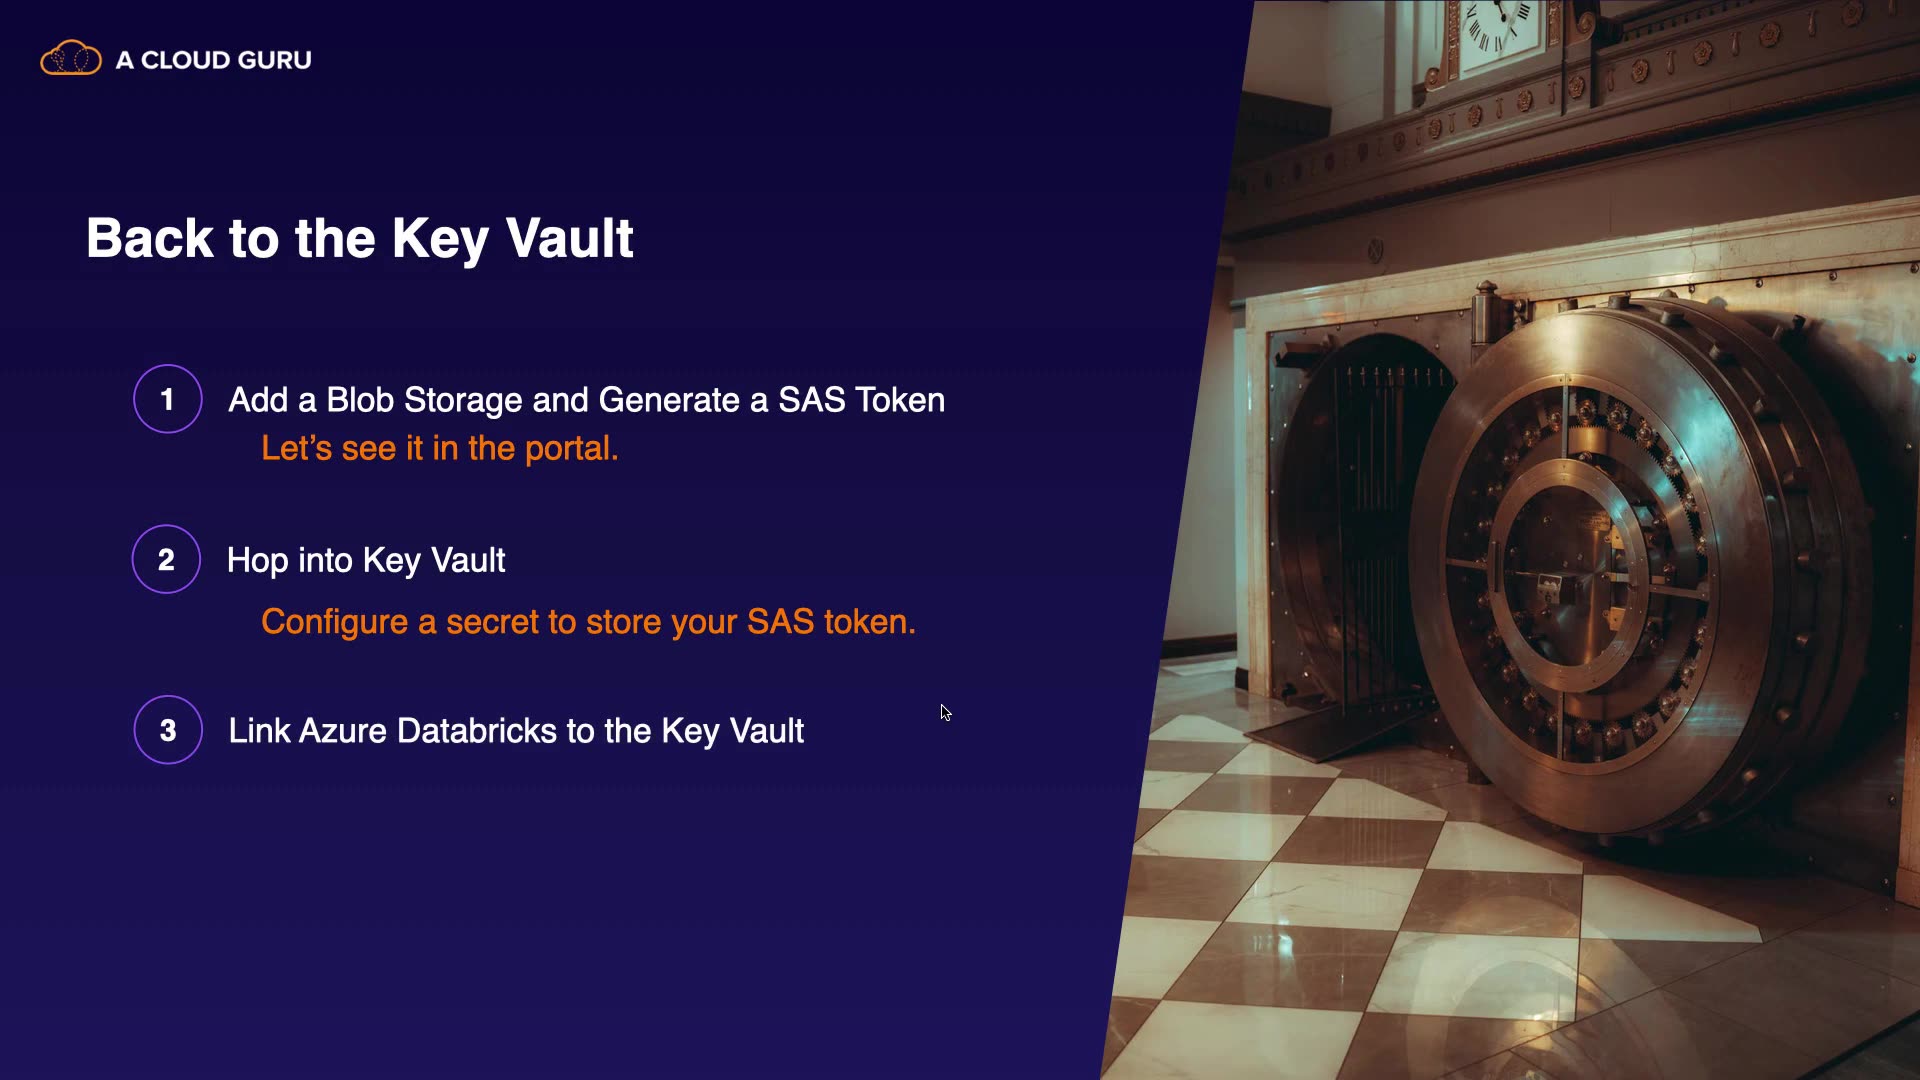 A CLOUD GURU
Back to the Key Vault
1 Add a Blob Storage and Generate a SAS Token
Let’s see it in the portal.
2 Hop into Key Vault
Configure a secret to store your SAS token.
3 Link Azure Databricks to the Key Vault